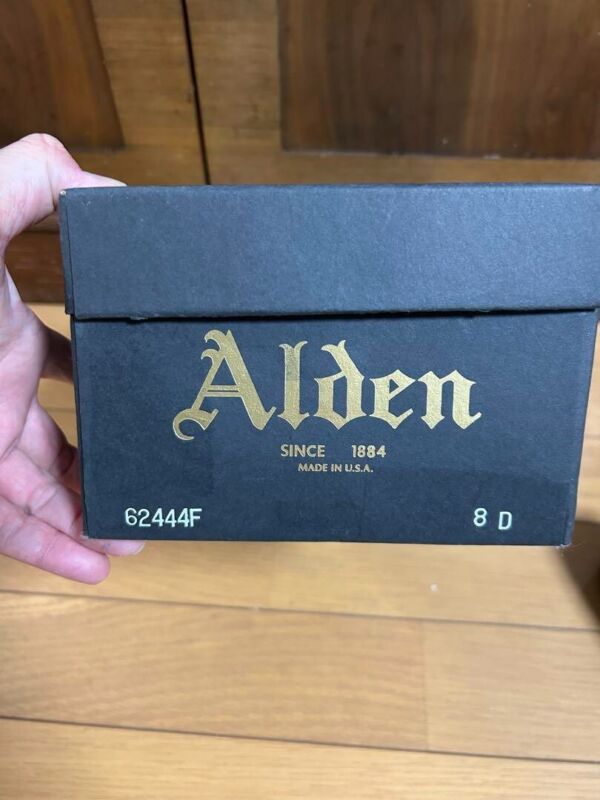 Alden
SINCE 1884
MADE IN U.S.A.
62444F 8 D